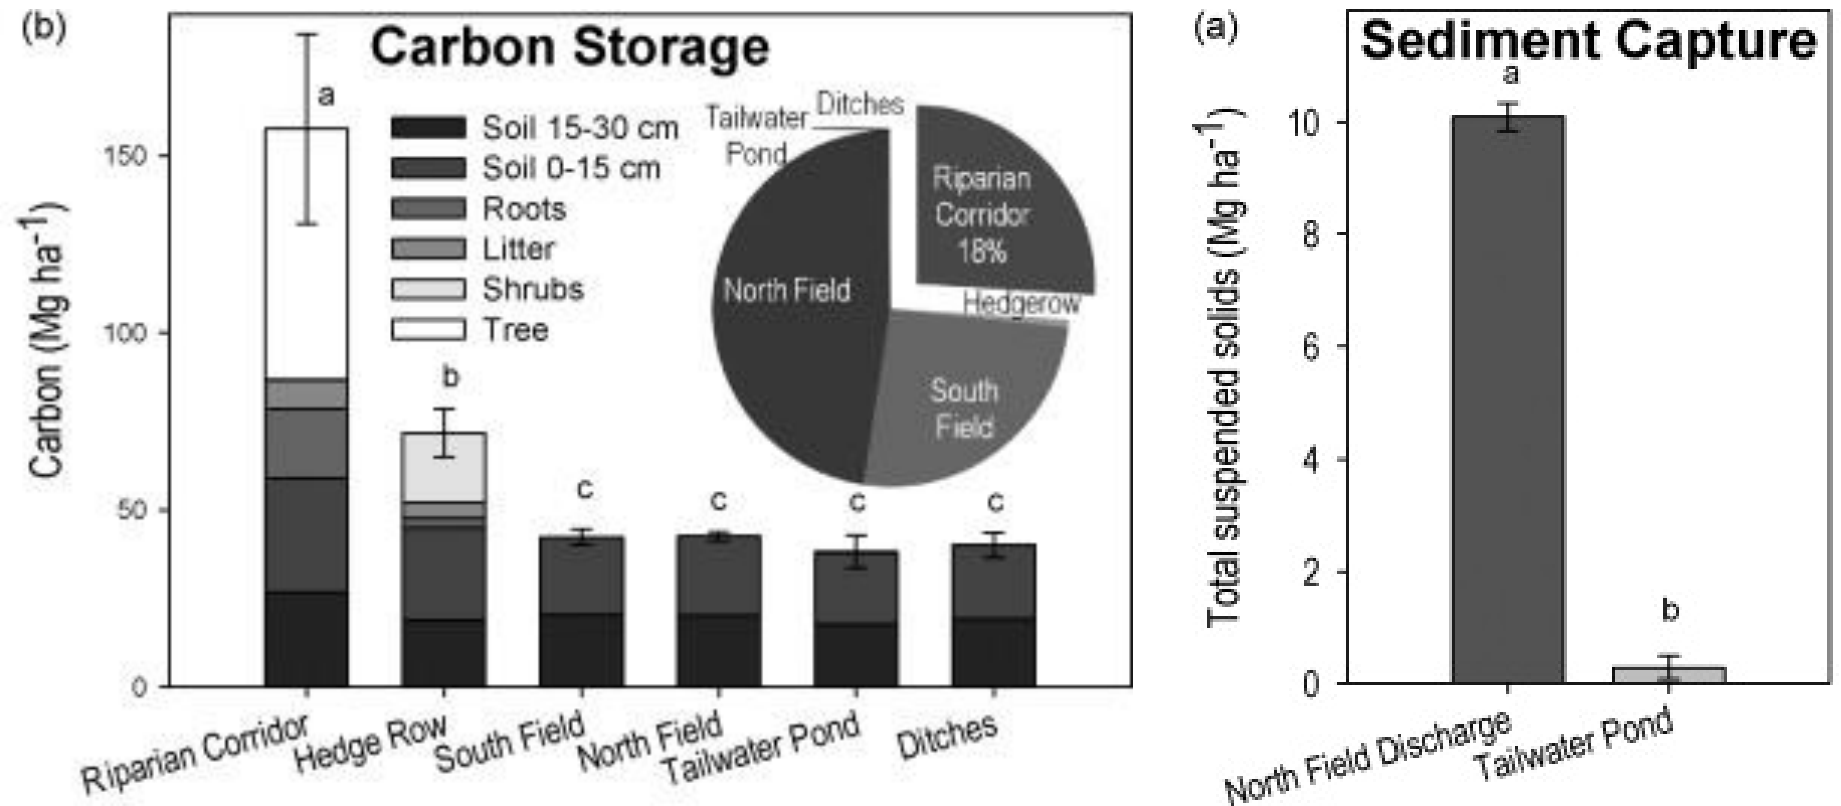 (b)
Carbon Storage
Carbon (Mg ha-1)
150
100
50
0
a
b
c
c
c
c
Soil 15-30 cm
Soil 0-15 cm
Roots
Litter
Shrubs
Tree
Ditches
Tailwater
Pond
Riparian
Corridor
18%
Hedgerow
North Field
South
Field
Riparian Corridor
Hedge Row
South Field
North Field
Tailwater Pond
Ditches
(a)
Sediment Capture
Total suspended solids (Mg ha-1)
10
8
6
4
2
0
a
b
North Field Discharge
Tailwater Pond